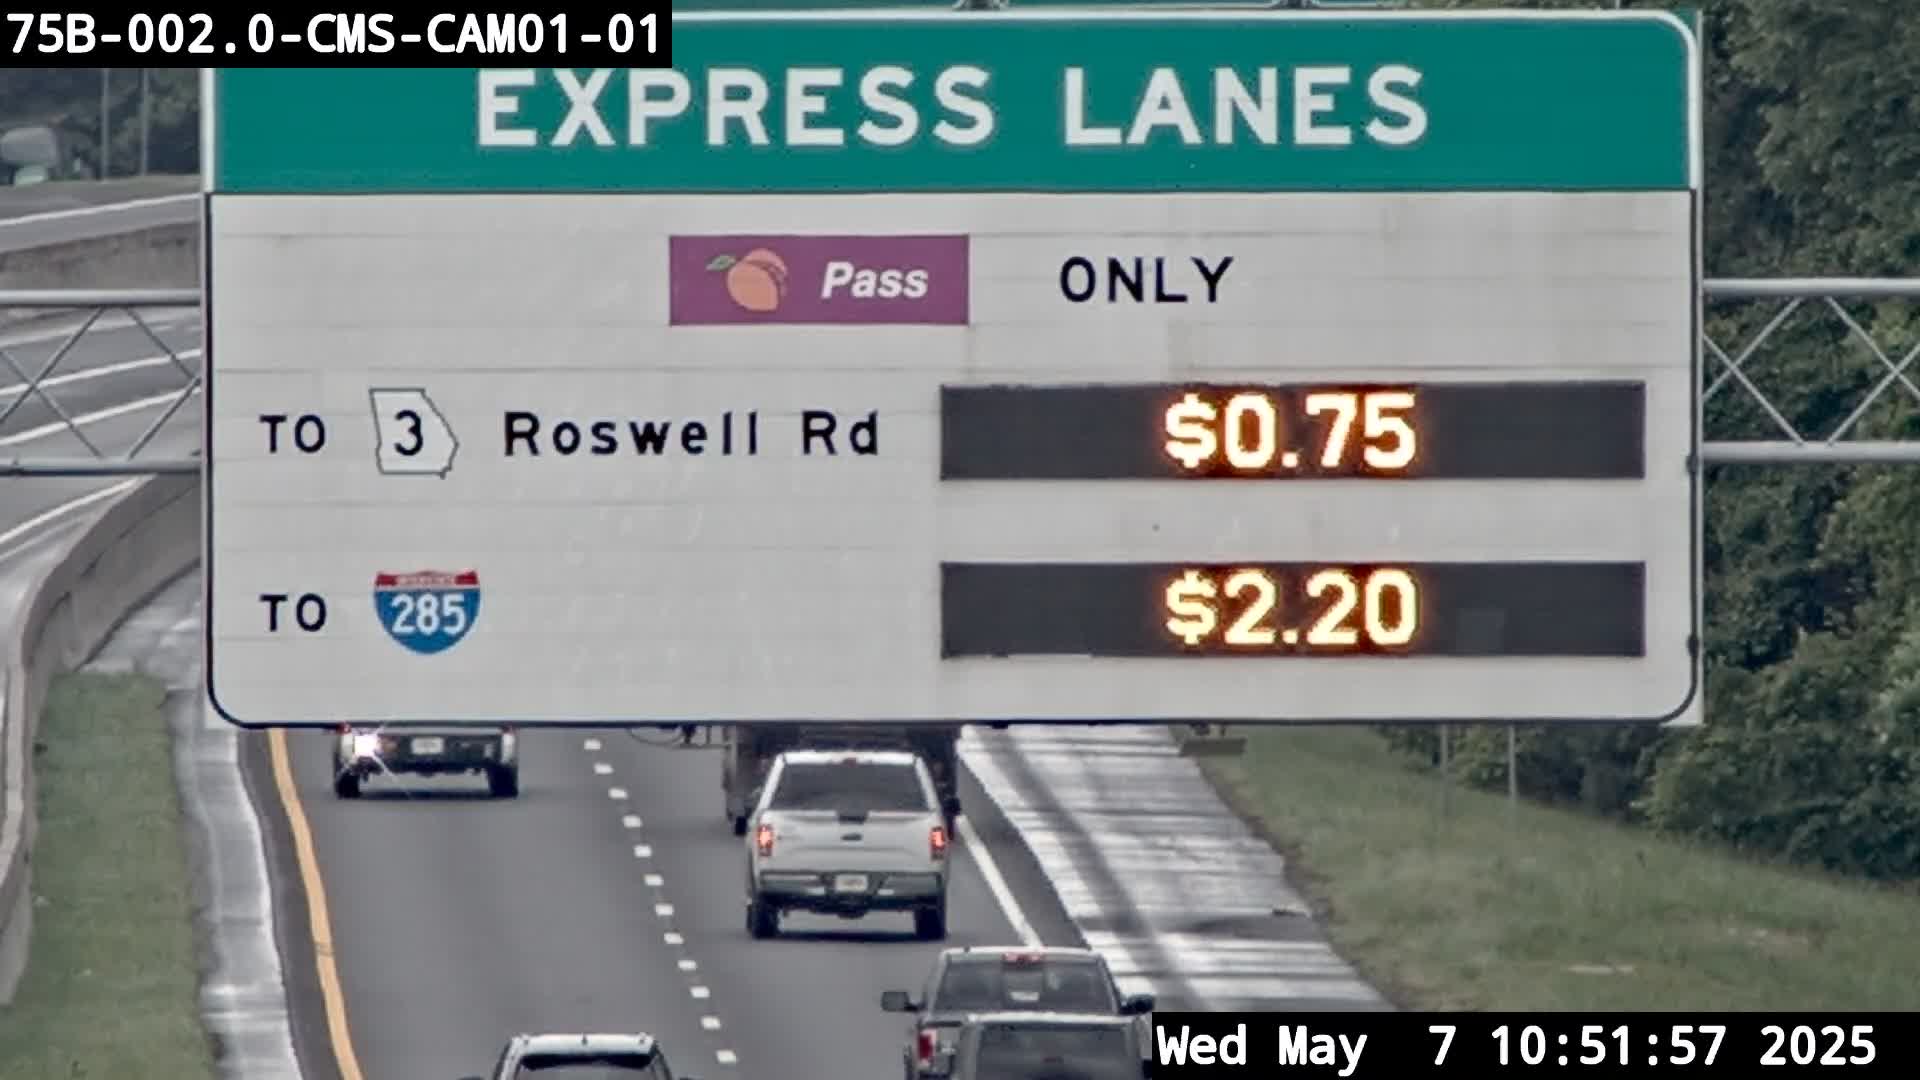 75B-002.0-CMS-CAM01-01
EXPRESS LANES
Pass ONLY
TO 3 Roswell Rd $0.75
TO 285 $2.20
Wed May 7 10:51:57 2025